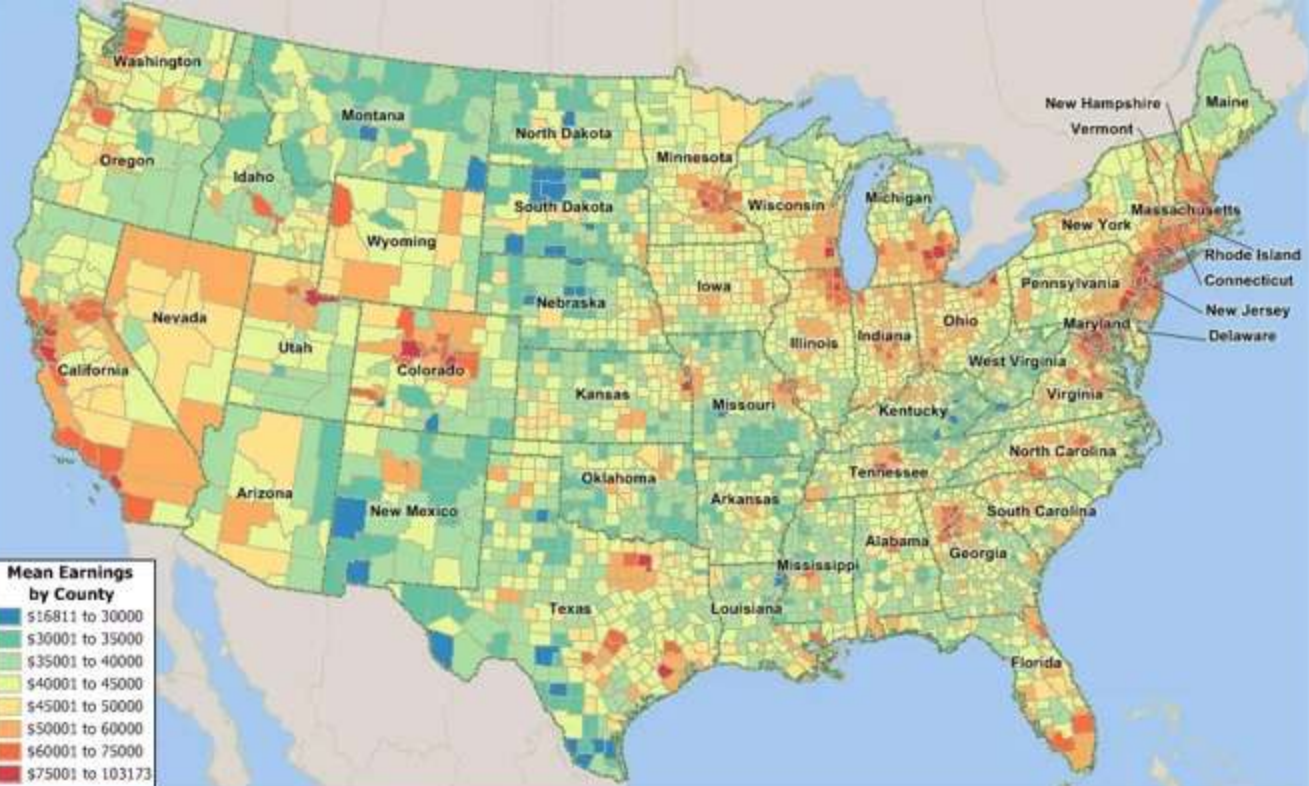 Washington
Montana
North Dakota
Minnesota
New Hampshire
Vermont
Maine
Oregon
Idaho
South Dakota
Wisconsin
Michigan
Massachusetts
New York
Wyoming
Rhode Island
Iowa
Pennsylvania
Connecticut
Nevada
Nebraska
New Jersey
Ohio
Maryland
Utah
Illinois
Indiana
Delaware
California
Colorado
West Virginia
Kansas
Missouri
Kentucky
Virginia
North Carolina
Tennessee
Oklahoma
Arizona
Arkansas
New Mexico
South Carolina
Alabama
Georgia
Mississippi
Texas
Louisiana
Florida
Mean Earnings
by County
$16811 to 30000
$30001 to 35000
$35001 to 40000
$40001 to 45000
$45001 to 50000
$50001 to 60000
$60001 to 75000
$75001 to 103173